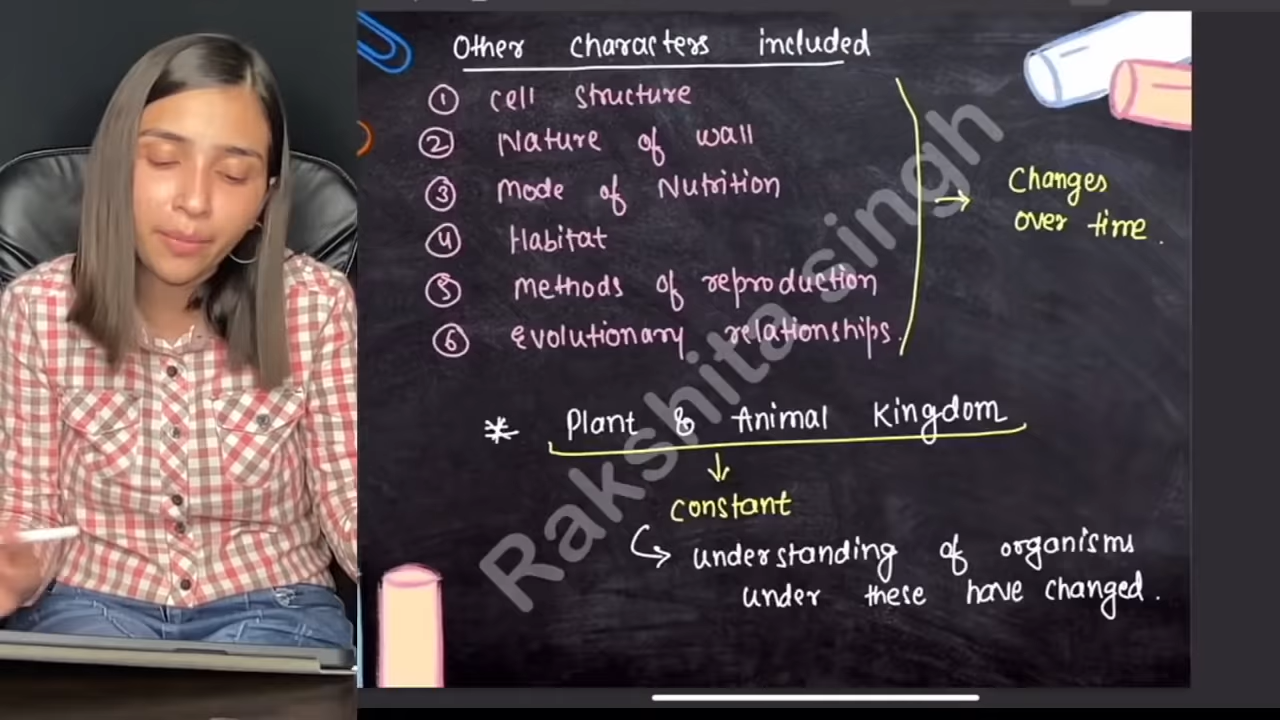 Other characters included
① cell structure
② Nature of wall
③ Mode of Nutrition
④ Habitat
⑤ methods of reproduction
⑥ Evolutionary relationships.
→ Changes
over time.
* Plant & Animal Kingdom
↓
constant
↳ understanding of organisms
under these have changed.
Rakshita singh